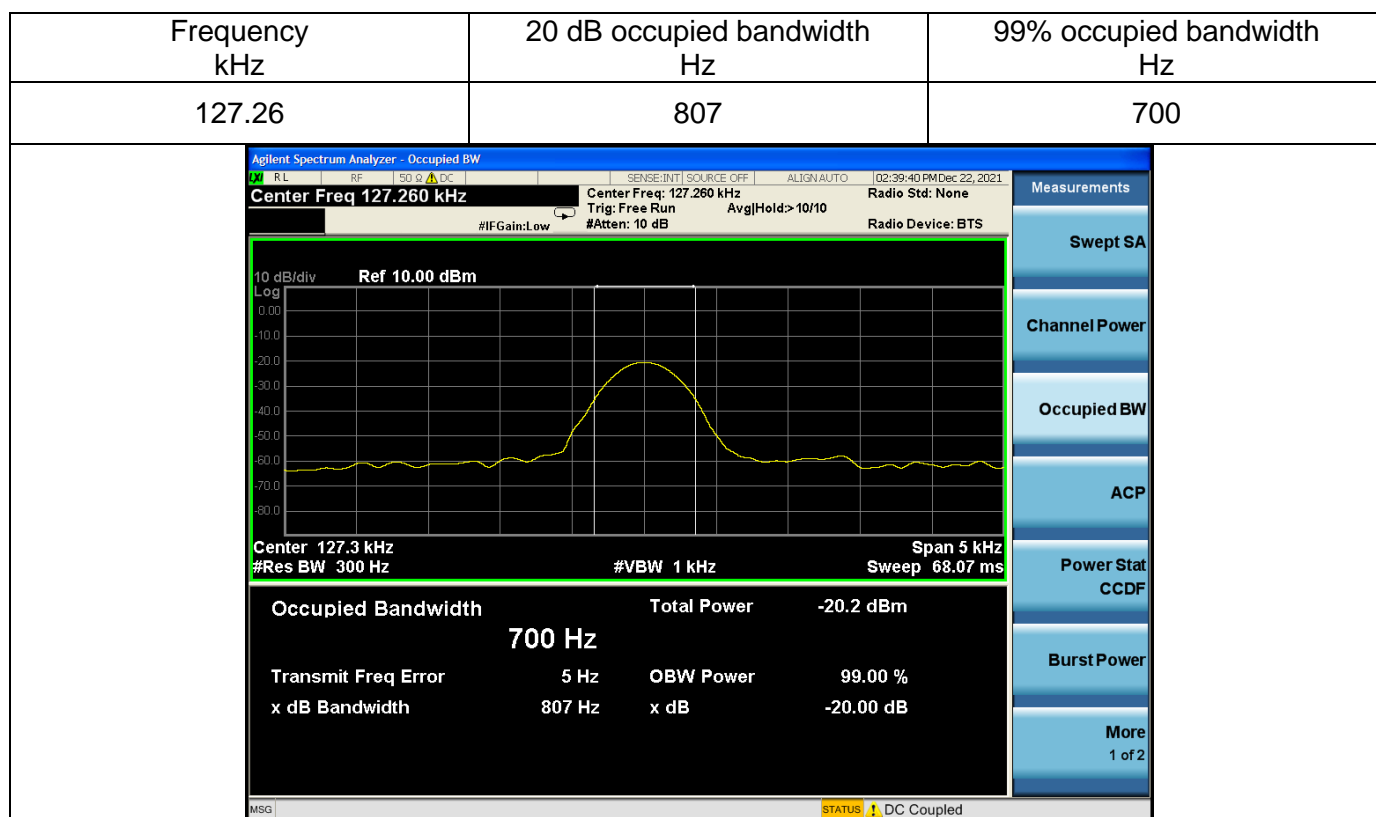 Frequency
kHz
20 dB occupied bandwidth
Hz
99% occupied bandwidth
Hz
127.26
807
700
Agilent Spectrum Analyzer - Occupied BW
LXI RL RF 50 Ω DC SENSE:INT SOURCE OFF ALIGN AUTO 02:39:40 PM Dec 22, 2021
Center Freq 127.260 kHz
Center Freq: 127.260 kHz
Radio Std: None
Trig: Free Run Avg|Hold:>10/10
#IFGain:Low
#Atten: 10 dB
Radio Device: BTS
10 dB/div Ref 10.00 dBm
Log
0.00
-10.0
-20.0
-30.0
-40.0
-50.0
-60.0
-70.0
-80.0
Center 127.3 kHz
Span 5 kHz
#Res BW 300 Hz
#VBW 1 kHz
Sweep 68.07 ms
Occupied Bandwidth
Total Power -20.2 dBm
700 Hz
Transmit Freq Error 5 Hz
OBW Power 99.00 %
x dB Bandwidth 807 Hz
x dB -20.00 dB
Measurements
Swept SA
Channel Power
Occupied BW
ACP
Power Stat
CCDF
Burst Power
More
1 of 2
MSG
STATUS DC Coupled